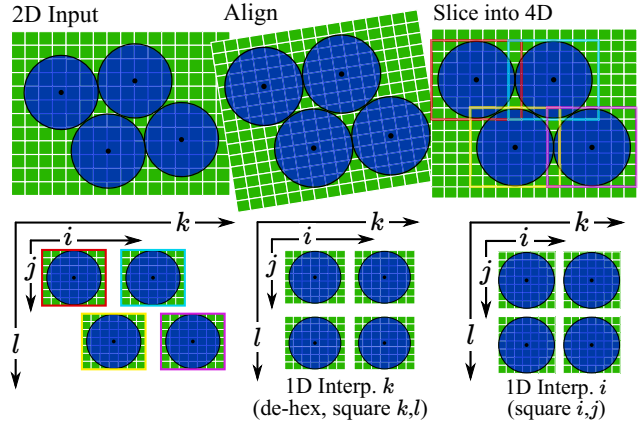 2D Input
Align
Slice into 4D
k
i
j
l
k
i
j
l
k
i
j
l
1D Interp. k
(de-hex, square k,l)
1D Interp. i
(square i,j)